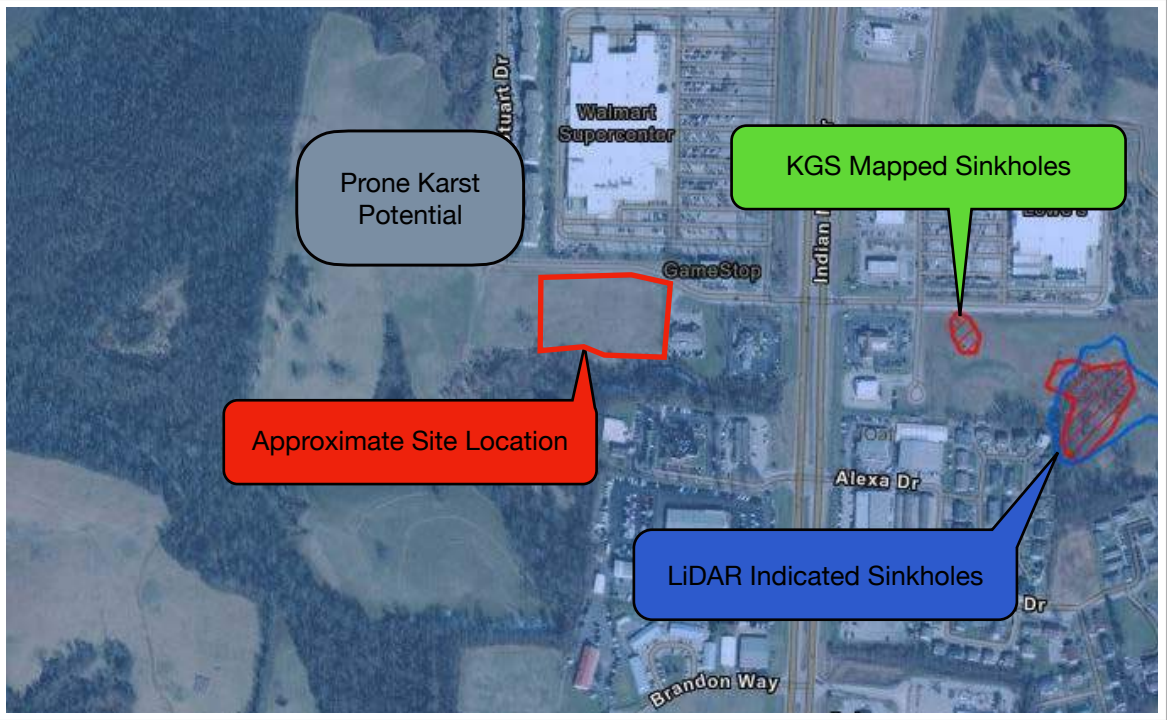 Stuart Dr
Walmart
Supercenter
KGS Mapped Sinkholes
Prone Karst
Potential
Lowe's
Indian
GameStop
Approximate Site Location
Alexa Dr
LiDAR Indicated Sinkholes
Dr
Brandon Way